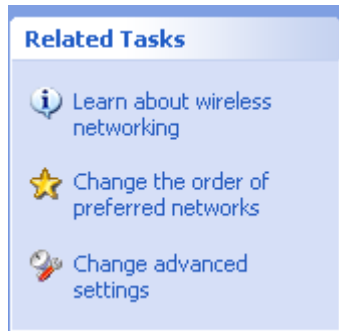 Related Tasks
Learn about wireless
networking
Change the order of
preferred networks
Change advanced
settings